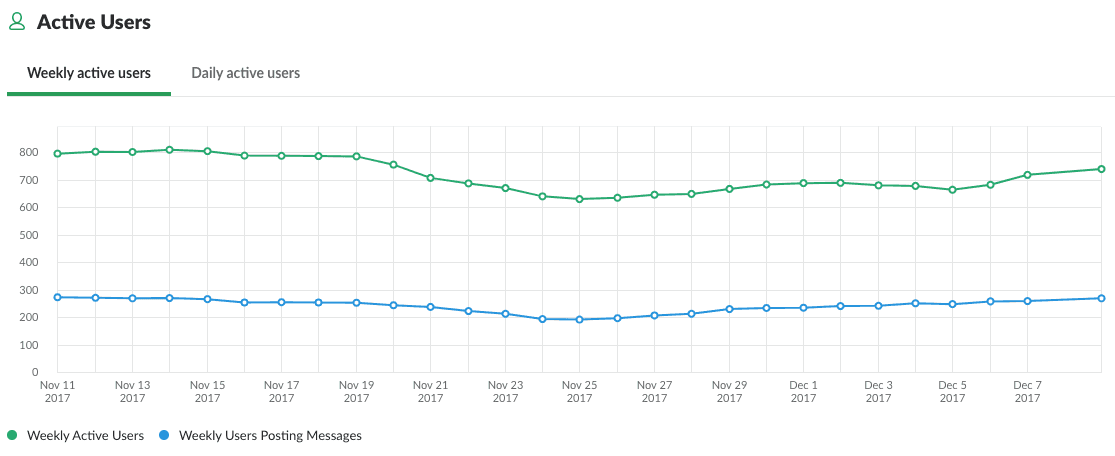 Active Users
Weekly active users Daily active users
800
700
600
500
400
300
200
100
0
Nov 11 Nov 13 Nov 15 Nov 17 Nov 19 Nov 21 Nov 23 Nov 25 Nov 27 Nov 29 Dec 1 Dec 3 Dec 5 Dec 7
2017 2017 2017 2017 2017 2017 2017 2017 2017 2017 2017 2017 2017 2017
Weekly Active Users Weekly Users Posting Messages